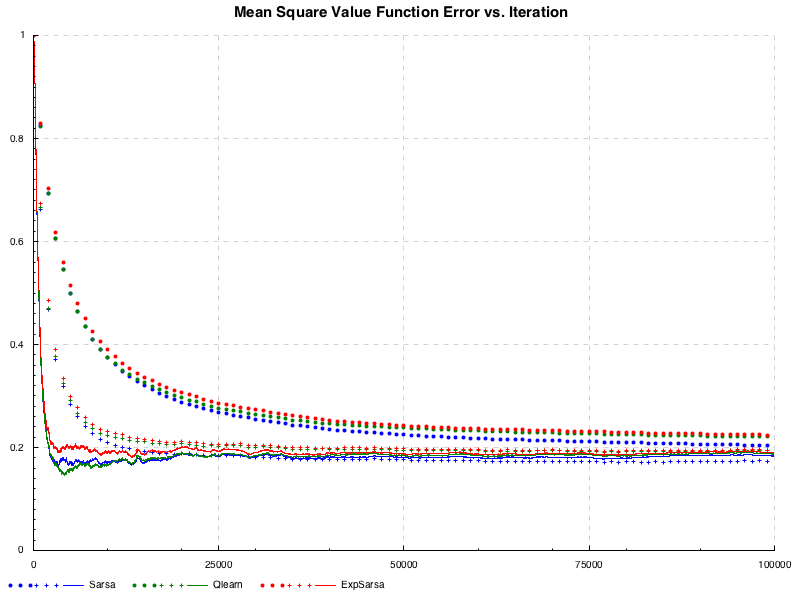 Mean Square Value Function Error vs. Iteration
1
0.8
0.6
0.4
0.2
0
0 25000 50000 75000 100000
Sarsa Qlearn ExpSarsa